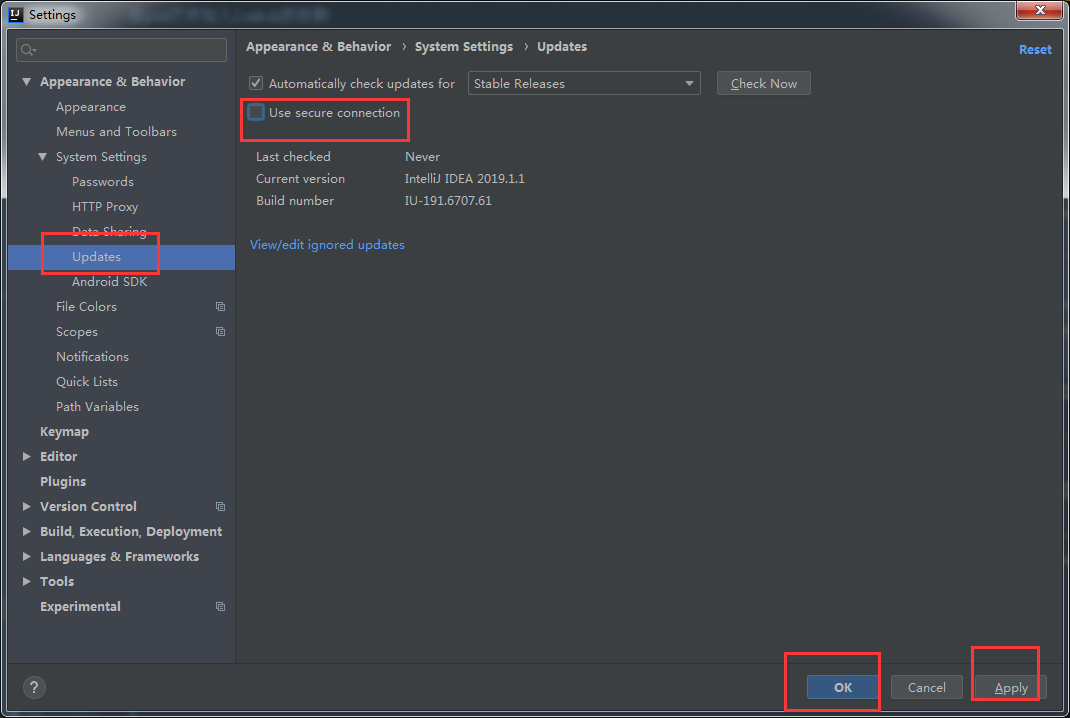 Settings
Appearance & Behavior › System Settings › Updates
Reset
Appearance & Behavior
Appearance
Menus and Toolbars
System Settings
Passwords
HTTP Proxy
Data Sharing
Updates
Android SDK
File Colors
Scopes
Notifications
Quick Lists
Path Variables
Keymap
Editor
Plugins
Version Control
Build, Execution, Deployment
Languages & Frameworks
Tools
Experimental
Automatically check updates for Stable Releases Check Now
Use secure connection
Last checked Never
Current version IntelliJ IDEA 2019.1.1
Build number IU-191.6707.61
View/edit ignored updates
? OK Cancel Apply